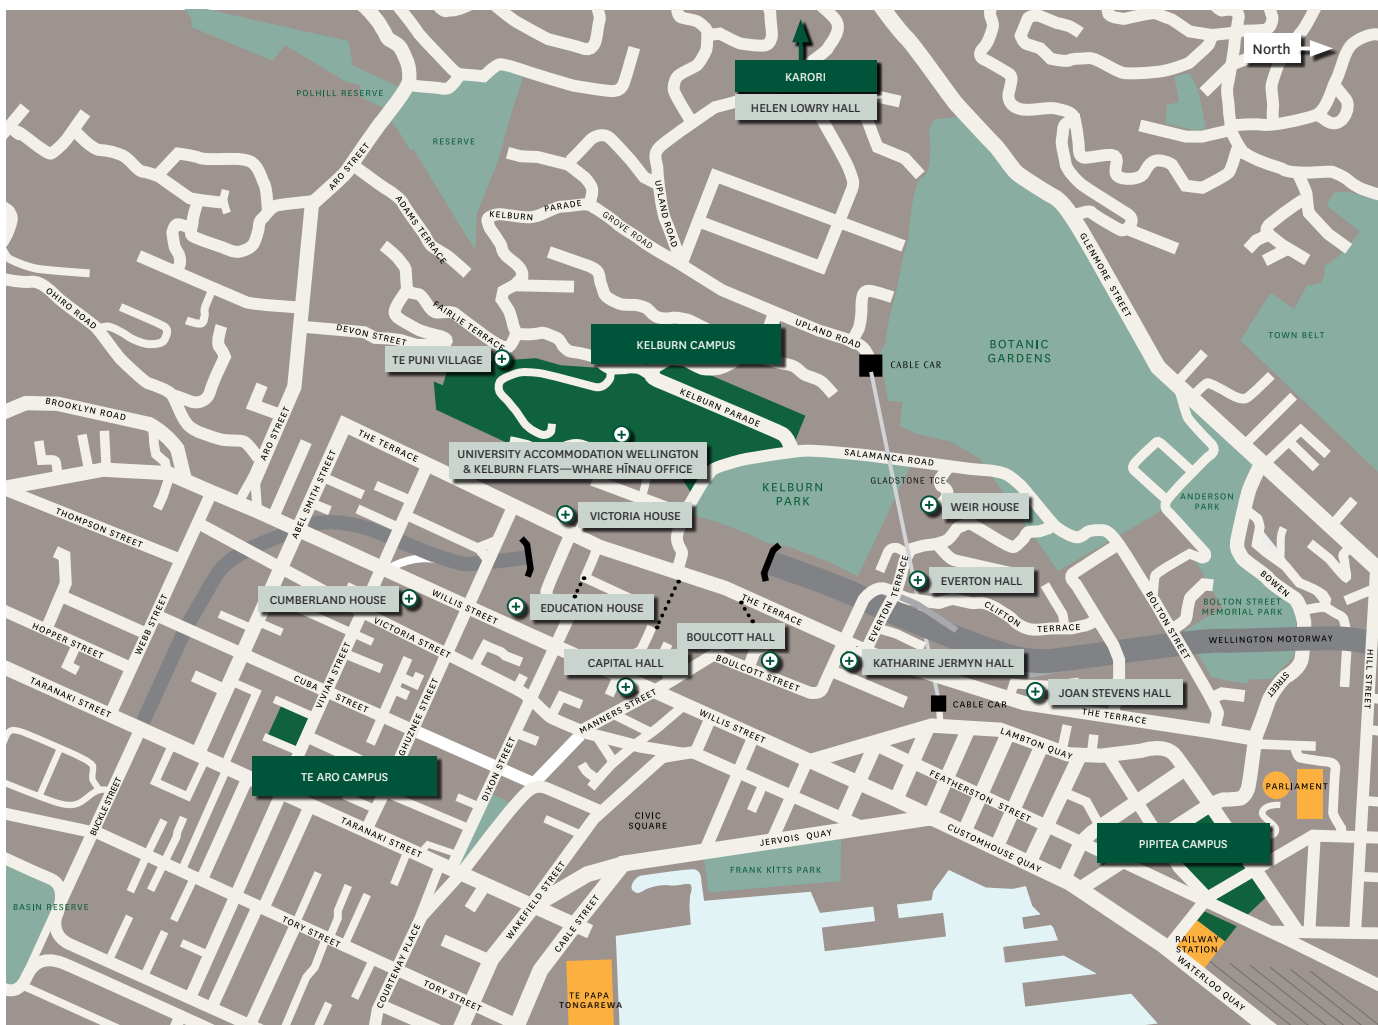 North
KARORI
HELEN LOWRY HALL
POLHILL RESERVE
RESERVE
ARO STREET
ADAMS TERRACE
KELBURN PARADE
GROVE ROAD
UPLAND ROAD
GLENMORE STREET
OHIRO ROAD
FAIRLIE TERRACE
DEVON STREET
TE PUNI VILLAGE
KELBURN CAMPUS
UPLAND ROAD
CABLE CAR
BOTANIC
GARDENS
TOWN BELT
BROOKLYN ROAD
ARO STREET
THE TERRACE
KELBURN PARADE
UNIVERSITY ACCOMMODATION WELLINGTON
& KELBURN FLATS—WHARE HĪNAU OFFICE
SALAMANCA ROAD
GLADSTONE TCE
KELBURN
PARK
WEIR HOUSE
ANDERSON
PARK
ABEL SMITH STREET
THOMPSON STREET
VICTORIA HOUSE
EVERTON HALL
BOWEN
STREET
CUMBERLAND HOUSE
WILLIS STREET
EDUCATION HOUSE
THE TERRACE
EVERTON TERRACE
CLIFTON
TERRACE
BOLTON STREET
BOLTON STREET
MEMORIAL PARK
WELLINGTON MOTORWAY
HILL STREET
WEBB STREET
HOPPER STREET
VICTORIA STREET
BOULCOTT HALL
CAPITAL HALL
BOULCOTT STREET
KATHARINE JERMYN HALL
JOAN STEVENS HALL
TARANAKI STREET
VIVIAN STREET
CUBA STREET
GHUZNEE STREET
MANNERS STREET
WILLIS STREET
CABLE CAR
THE TERRACE
LAMBTON QUAY
TE ARO CAMPUS
DIXON STREET
FEATHERSTON STREET
PARLIAMENT
BUCKLE STREET
TARANAKI STREET
CIVIC
SQUARE
JERVOIS QUAY
CUSTOMHOUSE QUAY
PIPITEA CAMPUS
FRANK KITTS PARK
BASIN RESERVE
TORY STREET
COURTENAY PLACE
WAKEFIELD STREET
CABLE STREET
TORY STREET
TE PAPA
TONGAREWA
RAILWAY
STATION
WATERLOO QUAY